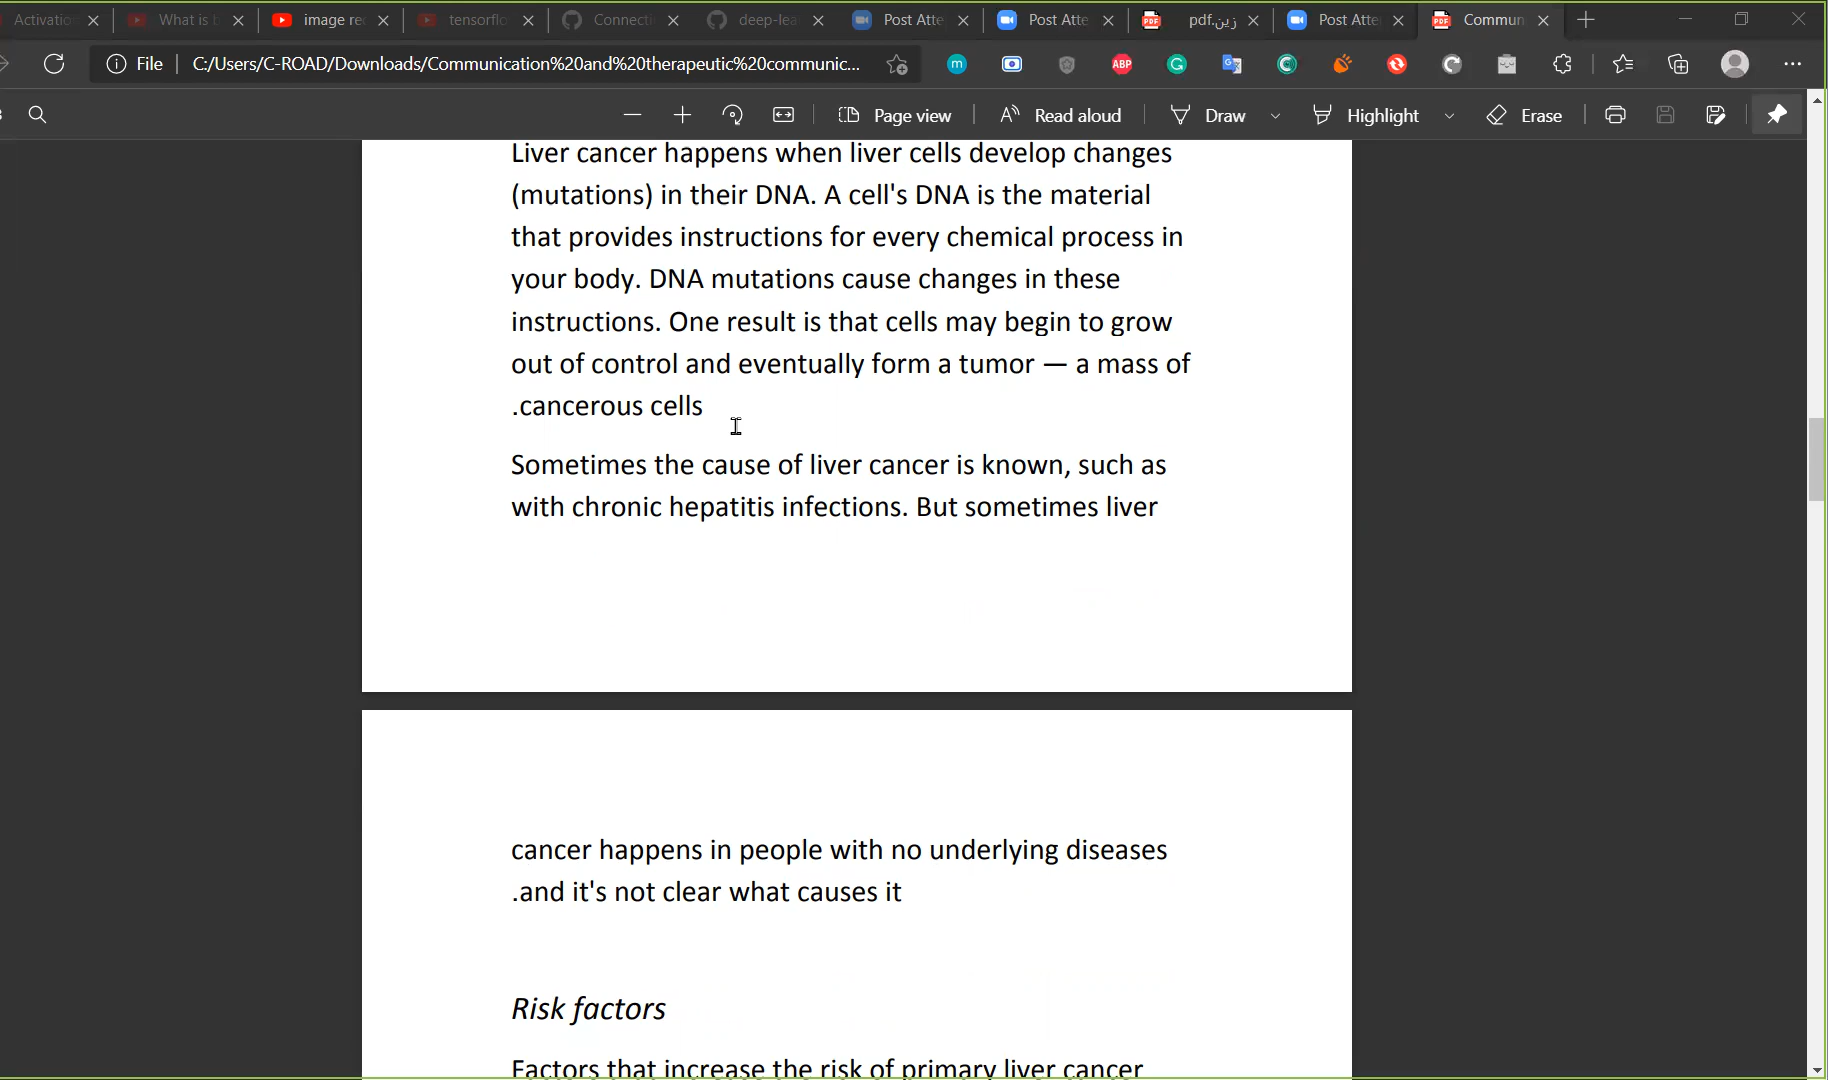 Activation
What is
image re
tensorflo
Connecti
deep-lea
Post Atte
Post Atte
زين.pdf
Post Atte
Commun
File
C:/Users/C-ROAD/Downloads/Communication%20and%20therapeutic%20communic...
Page view
Read aloud
Draw
Highlight
Erase
Liver cancer happens when liver cells develop changes
(mutations) in their DNA. A cell's DNA is the material
that provides instructions for every chemical process in
your body. DNA mutations cause changes in these
instructions. One result is that cells may begin to grow
out of control and eventually form a tumor — a mass of
.cancerous cells
Sometimes the cause of liver cancer is known, such as
with chronic hepatitis infections. But sometimes liver
cancer happens in people with no underlying diseases
.and it's not clear what causes it
Risk factors
Factors that increase the risk of primary liver cancer